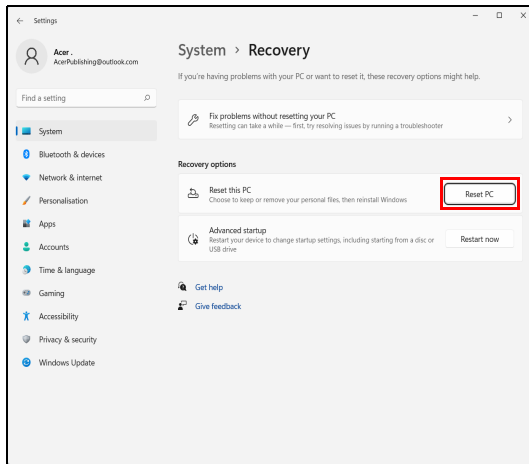 Settings
Acer .
AcerPublishing@outlook.com
Find a setting
System
Bluetooth & devices
Network & internet
Personalisation
Apps
Accounts
Time & language
Gaming
Accessibility
Privacy & security
Windows Update
System > Recovery
If you're having problems with your PC or want to reset it, these recovery options might help.
Fix problems without resetting your PC
Resetting can take a while — first, try resolving issues by running a troubleshooter
Recovery options
Reset this PC
Choose to keep or remove your personal files, then reinstall Windows
Reset PC
Advanced startup
Restart your device to change startup settings, including starting from a disc or
USB drive
Restart now
Get help
Give feedback